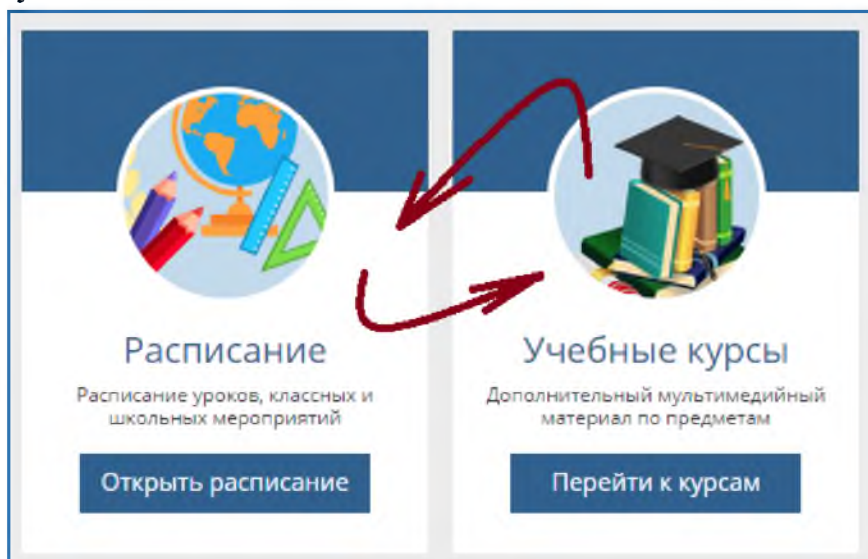 Расписание
Расписание уроков, классных и
школьных мероприятий
Открыть расписание
Учебные курсы
Дополнительный мультимедийный
материал по предметам
Перейти к курсам